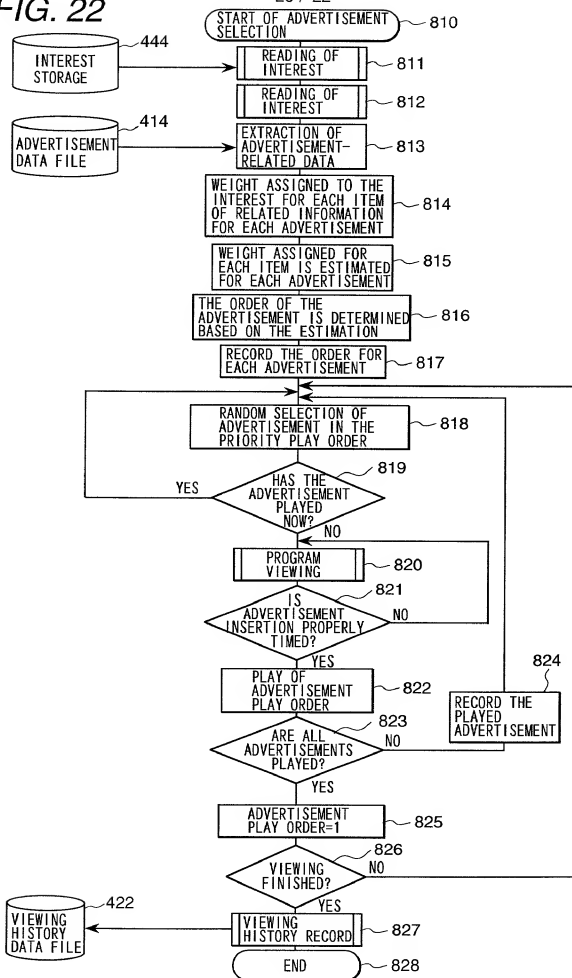 FIG. 22
START OF ADVERTISEMENT
SELECTION
810
444
INTEREST
STORAGE
READING OF
INTEREST
811
READING OF
INTEREST
812
414
ADVERTISEMENT
DATA FILE
EXTRACTION OF
ADVERTISEMENT-
RELATED DATA
813
WEIGHT ASSIGNED TO THE
INTEREST FOR EACH ITEM
OF RELATED INFORMATION
FOR EACH ADVERTISEMENT
814
WEIGHT ASSIGNED FOR
EACH ITEM IS ESTIMATED
FOR EACH ADVERTISEMENT
815
THE ORDER OF THE
ADVERTISEMENT IS DETERMINED
BASED ON THE ESTIMATION
816
RECORD THE ORDER FOR
EACH ADVERTISEMENT
817
RANDOM SELECTION OF
ADVERTISEMENT IN THE
PRIORITY PLAY ORDER
818
819
HAS THE
ADVERTISEMENT
PLAYED
NOW?
YES
NO
PROGRAM
VIEWING
820
821
IS
ADVERTISEMENT
INSERTION PROPERLY
TIMED?
NO
YES
PLAY OF
ADVERTISEMENT
PLAY ORDER
822
824
RECORD THE
PLAYED
ADVERTISEMENT
823
ARE ALL
ADVERTISEMENTS
PLAYED?
NO
YES
ADVERTISEMENT
PLAY ORDER=1
825
826
VIEWING
FINISHED?
NO
YES
422
VIEWING
HISTORY
DATA FILE
VIEWING
HISTORY RECORD
827
END
828